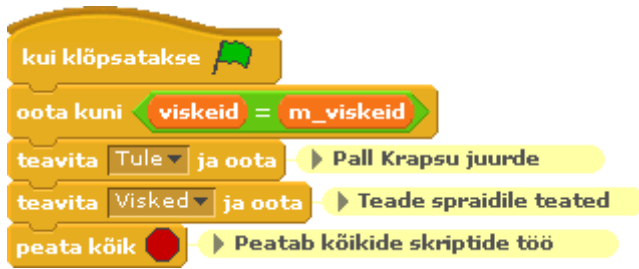 kui klõpsatakse
oota kuni viskeid = m_viskeid
teavita Tule ja oota Pall Krapsu juurde
teavita Visked ja oota Teade spraidile teated
peata kõik Peatab kõikide skriptide töö